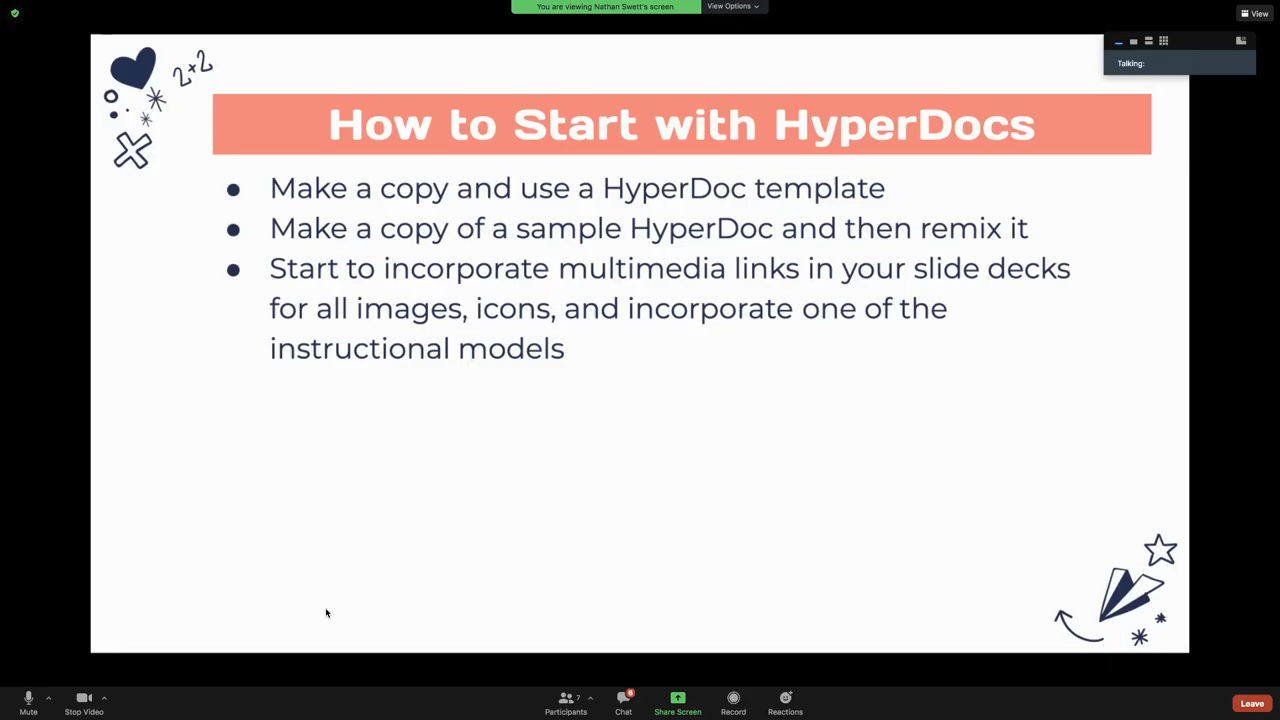 You are viewing Nathan Swett's screen
View Options
View
Talking:
2+2
How to Start with HyperDocs
Make a copy and use a HyperDoc template
Make a copy of a sample HyperDoc and then remix it
Start to incorporate multimedia links in your slide decks
for all images, icons, and incorporate one of the
instructional models
Mute
Stop Video
7
Participants
6
Chat
Share Screen
Record
Reactions
Leave